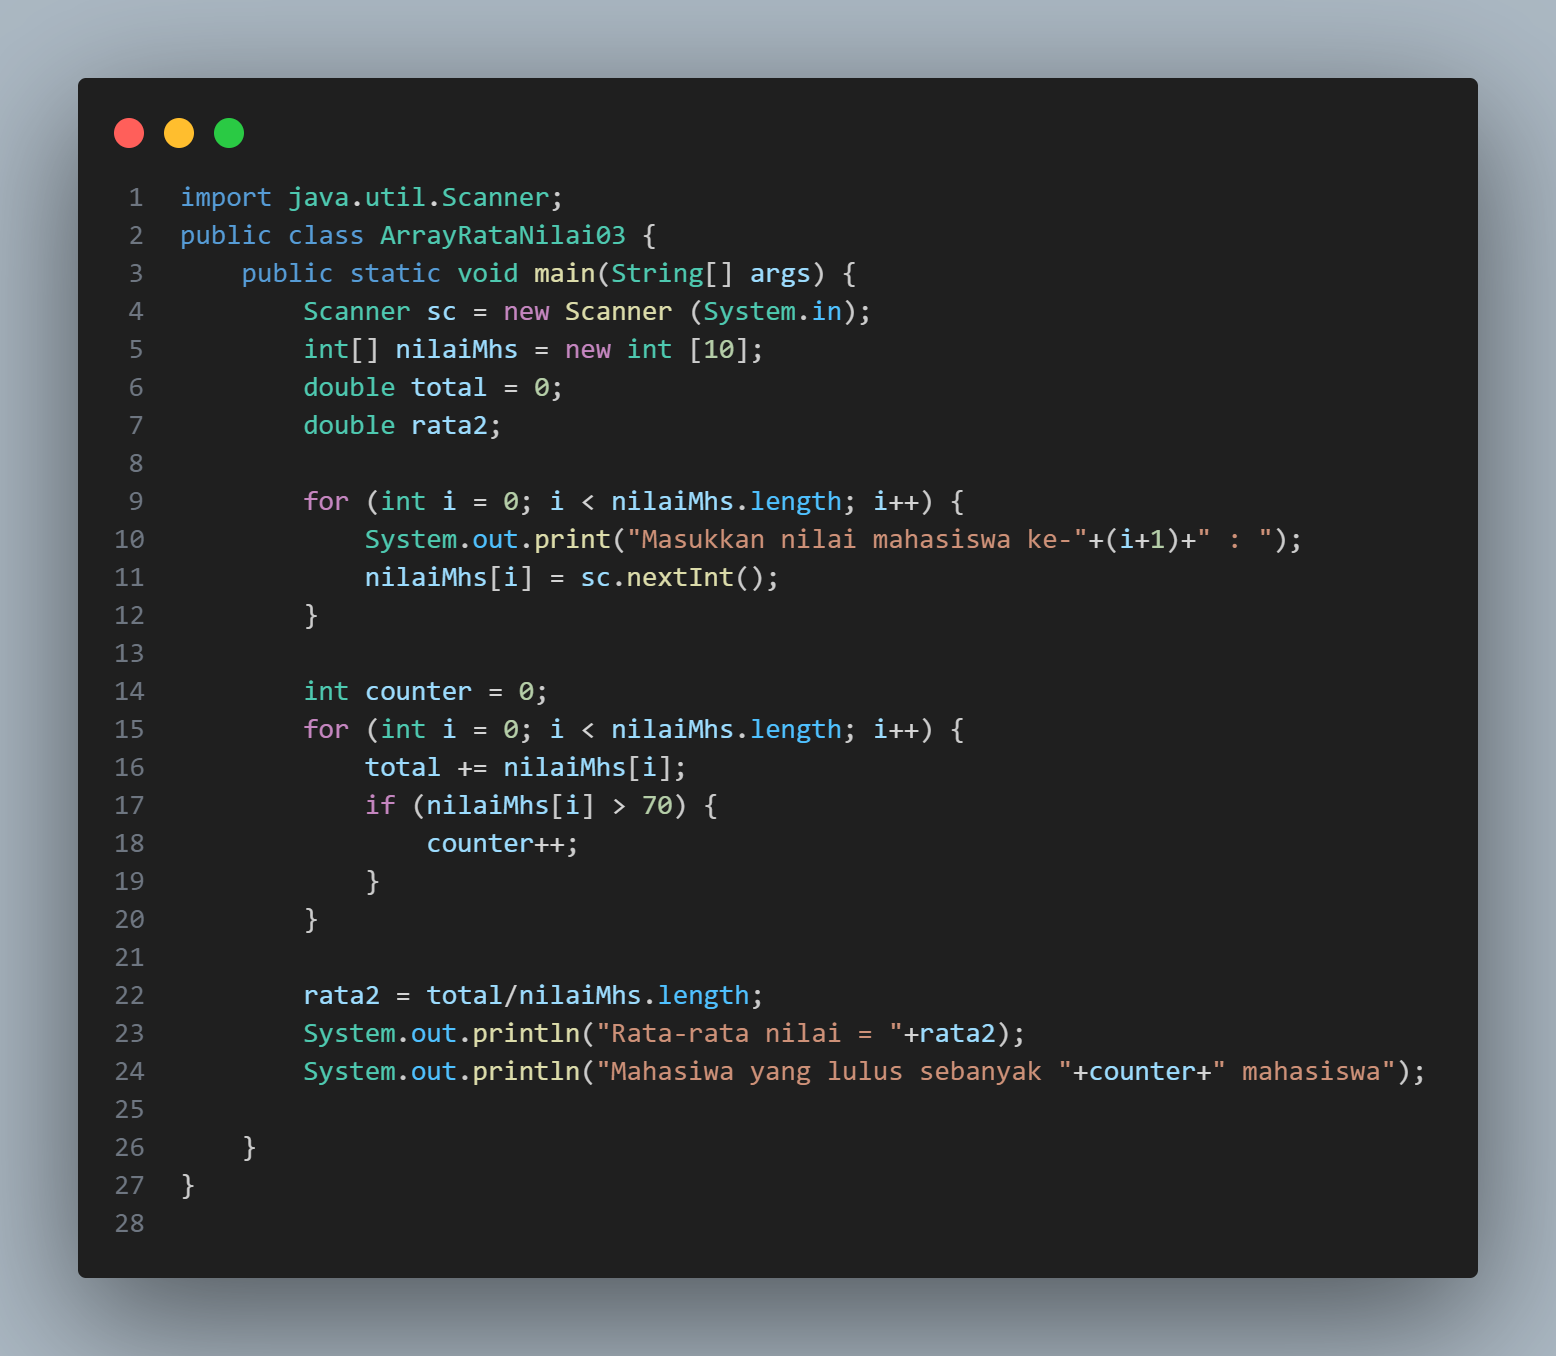 1 import java.util.Scanner;
2 public class ArrayRataNilai03 {
3     public static void main(String[] args) {
4         Scanner sc = new Scanner (System.in);
5         int[] nilaiMhs = new int [10];
6         double total = 0;
7         double rata2;
8
9         for (int i = 0; i < nilaiMhs.length; i++) {
10             System.out.print("Masukkan nilai mahasiswa ke-"+(i+1)+" : ");
11             nilaiMhs[i] = sc.nextInt();
12         }
13
14         int counter = 0;
15         for (int i = 0; i < nilaiMhs.length; i++) {
16             total += nilaiMhs[i];
17             if (nilaiMhs[i] > 70) {
18                 counter++;
19             }
20         }
21
22         rata2 = total/nilaiMhs.length;
23         System.out.println("Rata-rata nilai = "+rata2);
24         System.out.println("Mahasiwa yang lulus sebanyak "+counter+" mahasiswa");
25
26     }
27 }
28